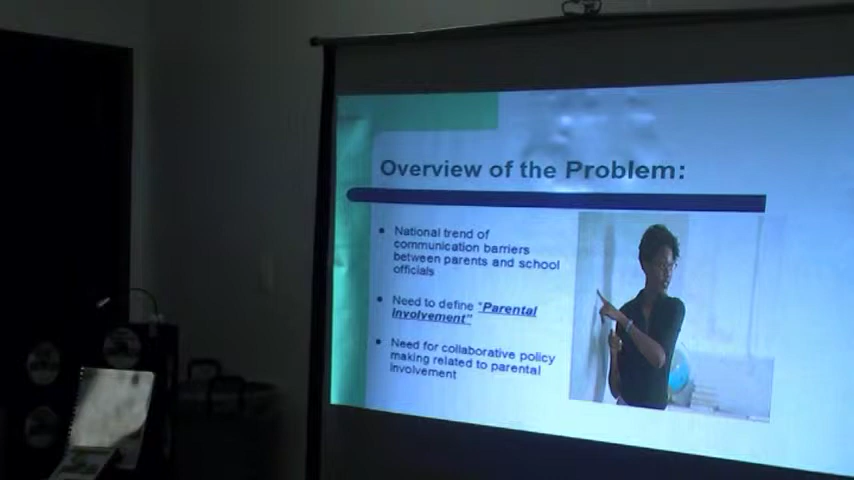 Overview of the Problem:
National trend of
communication barriers
between parents and school
officials
Need to define "Parental
Involvement"
Need for collaborative policy
making related to parental
involvement